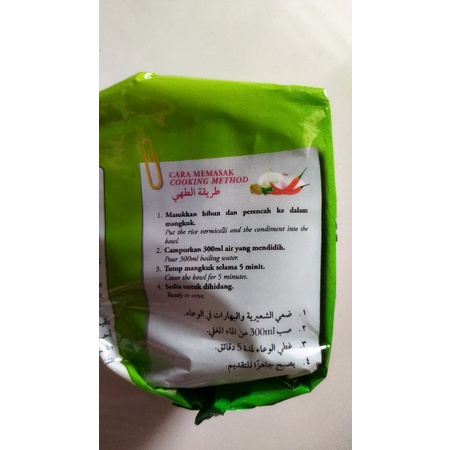 CARA MEMASAK
COOKING METHOD
طريقة الطهي
1. Masukkan bihun dan perencah ke dalam
mangkuk.
Put the rice vermicelli and the condiment into the
bowl.
2. Campurkan 300ml air yang mendidih.
Pour 300ml boiling water.
3. Tutup mangkuk selama 5 minit.
Cover the bowl for 5 minutes.
4. Sedia untuk dihidang.
Ready to serve.
١. ضعي الشعيرية والبهارات في الوعاء.
٢. صب 300ml من الماء المغلي.
٣. غطي الوعاء لمدة 5 دقائق.
٤. يصبح جاهزًا للتقديم.